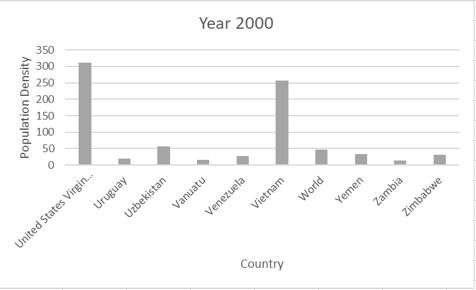 Year 2000
Population Density
350
300
250
200
150
100
50
0
United States Virgin...
Uruguay
Uzbekistan
Vanuatu
Venezuela
Vietnam
World
Yemen
Zambia
Zimbabwe
Country